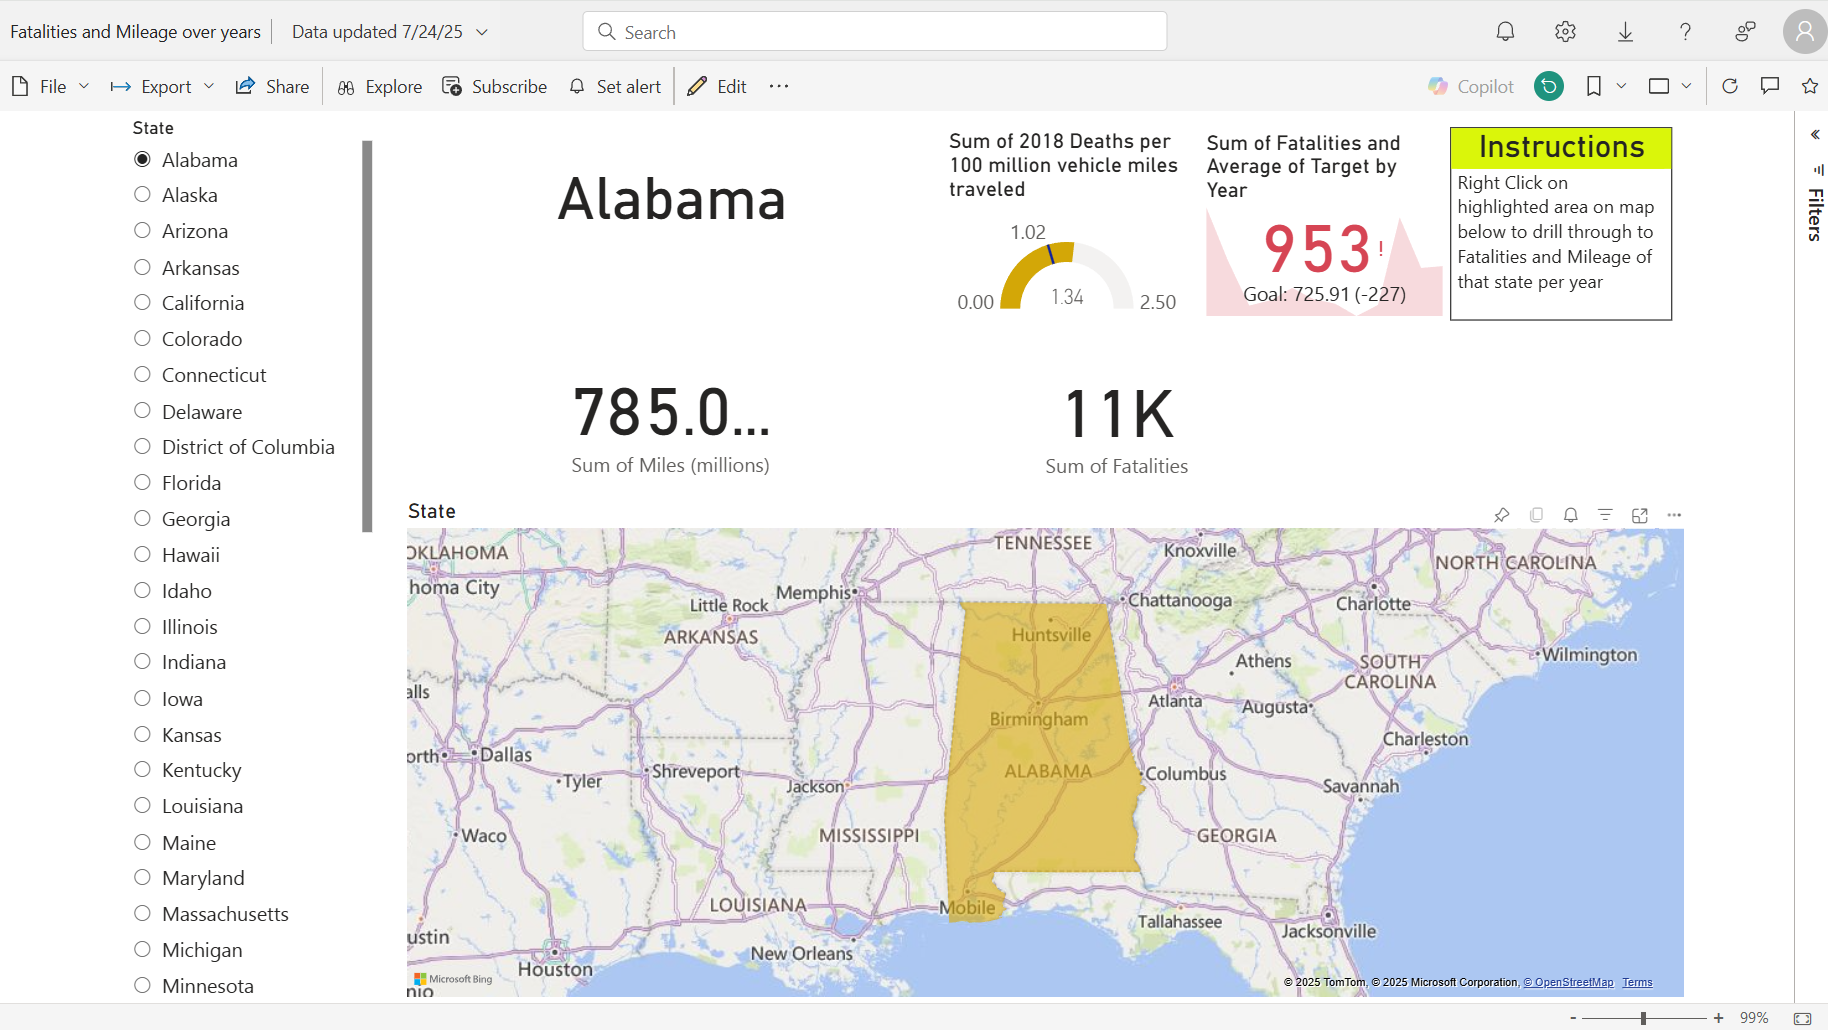 Fatalities and Mileage over years
Data updated 7/24/25
Search
File
Export
Share
Explore
Subscribe
Set alert
Edit
Copilot
State
Alabama
Alaska
Arizona
Arkansas
California
Colorado
Connecticut
Delaware
District of Columbia
Florida
Georgia
Hawaii
Idaho
Illinois
Indiana
Iowa
Kansas
Kentucky
Louisiana
Maine
Maryland
Massachusetts
Michigan
Minnesota
Alabama
Sum of 2018 Deaths per
100 million vehicle miles
traveled
1.02
0.00
1.34
2.50
Sum of Fatalities and
Average of Target by
Year
953!
Goal: 725.91 (-227)
Instructions
Right Click on
highlighted area on map
below to drill through to
Fatalities and Mileage of
that state per year
Filters
785.0...
Sum of Miles (millions)
11K
Sum of Fatalities
State
OKLAHOMA
homa City
TENNESSEE
Knoxville
NORTH CAROLINA
Memphis
Little Rock
ARKANSAS
Chattanooga
Charlotte
Huntsville
Athens
SOUTH
CAROLINA
Wilmington
alls
Atlanta
Augusta
Birmingham
Charleston
orth
Dallas
Tyler
Shreveport
Jackson
ALABAMA
Columbus
Savannah
Waco
MISSISSIPPI
GEORGIA
LOUISIANA
Mobile
Tallahassee
Jacksonville
ustin
New Orleans
Houston
nio
Microsoft Bing
© 2025 TomTom, © 2025 Microsoft Corporation, © OpenStreetMap Terms
- + 99%